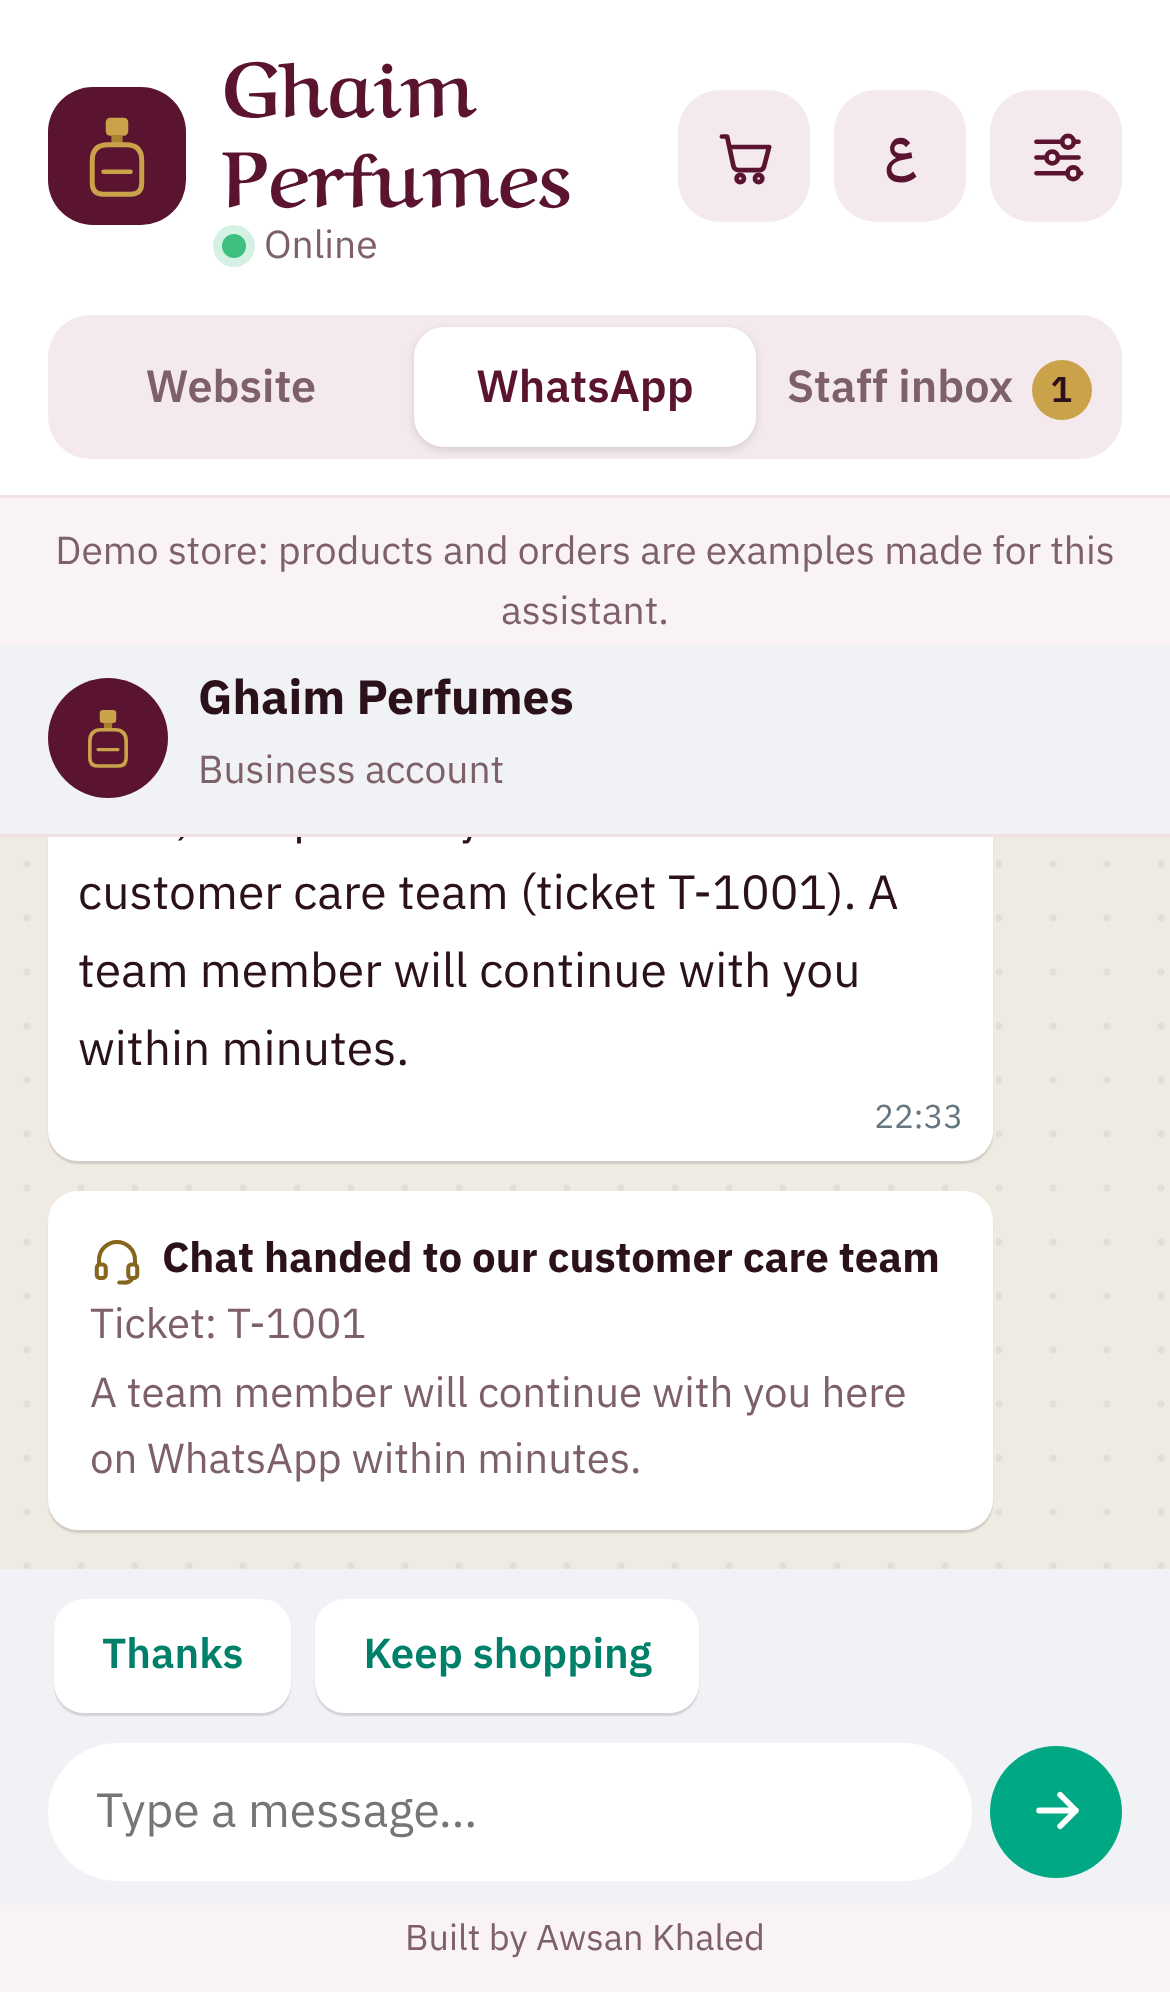 Ghaim
Perfumes
Online
ع
Website
WhatsApp
Staff inbox 1
Demo store: products and orders are examples made for this
assistant.
Ghaim Perfumes
Business account
customer care team (ticket T-1001). A
team member will continue with you
within minutes.
22:33
Chat handed to our customer care team
Ticket: T-1001
A team member will continue with you here
on WhatsApp within minutes.
Thanks
Keep shopping
Type a message...
Built by Awsan Khaled